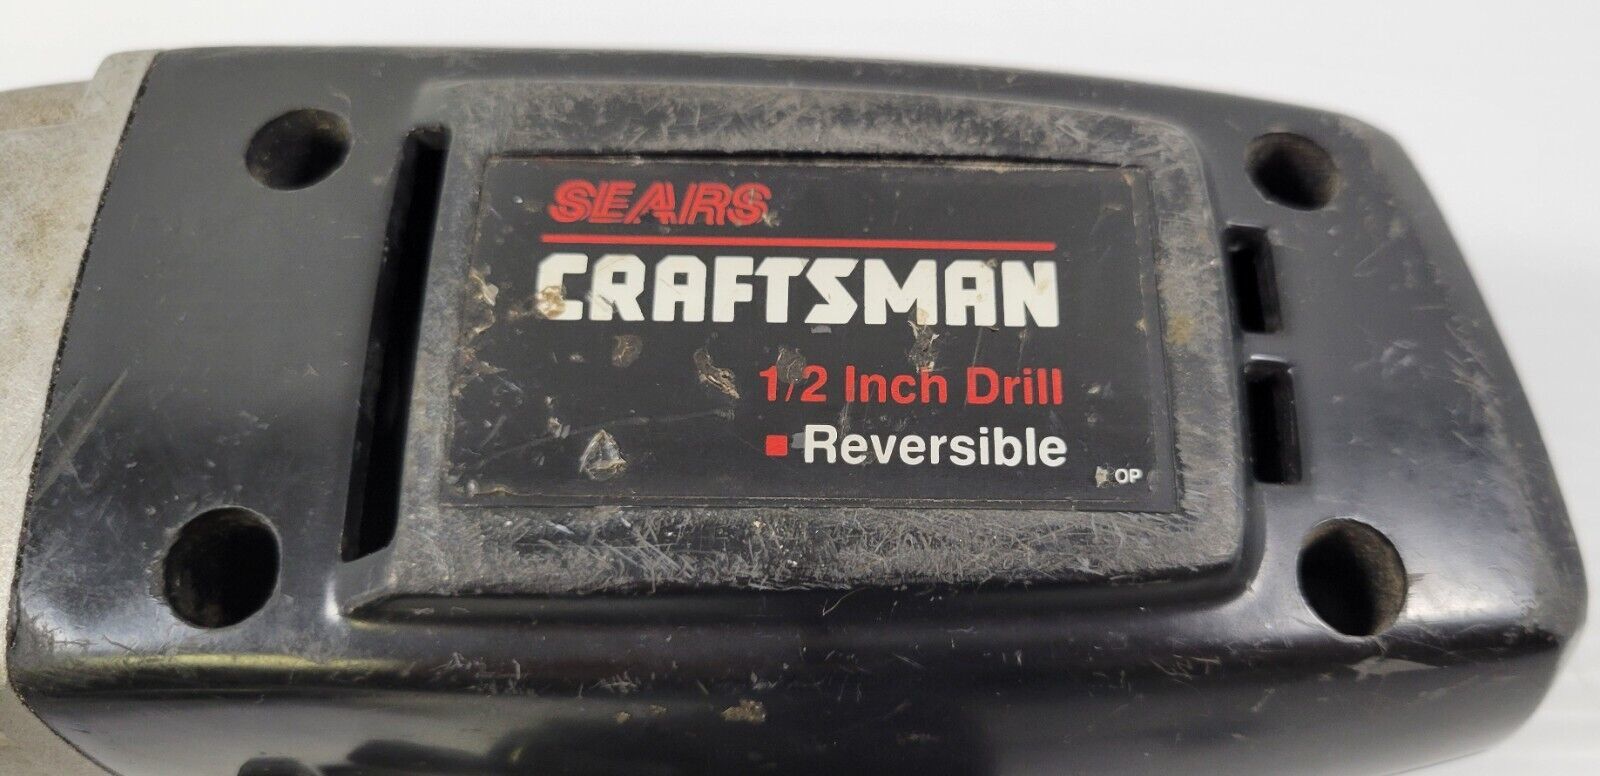 SEARS
CRAFTSMAN
1/2 Inch Drill
Reversible
OP